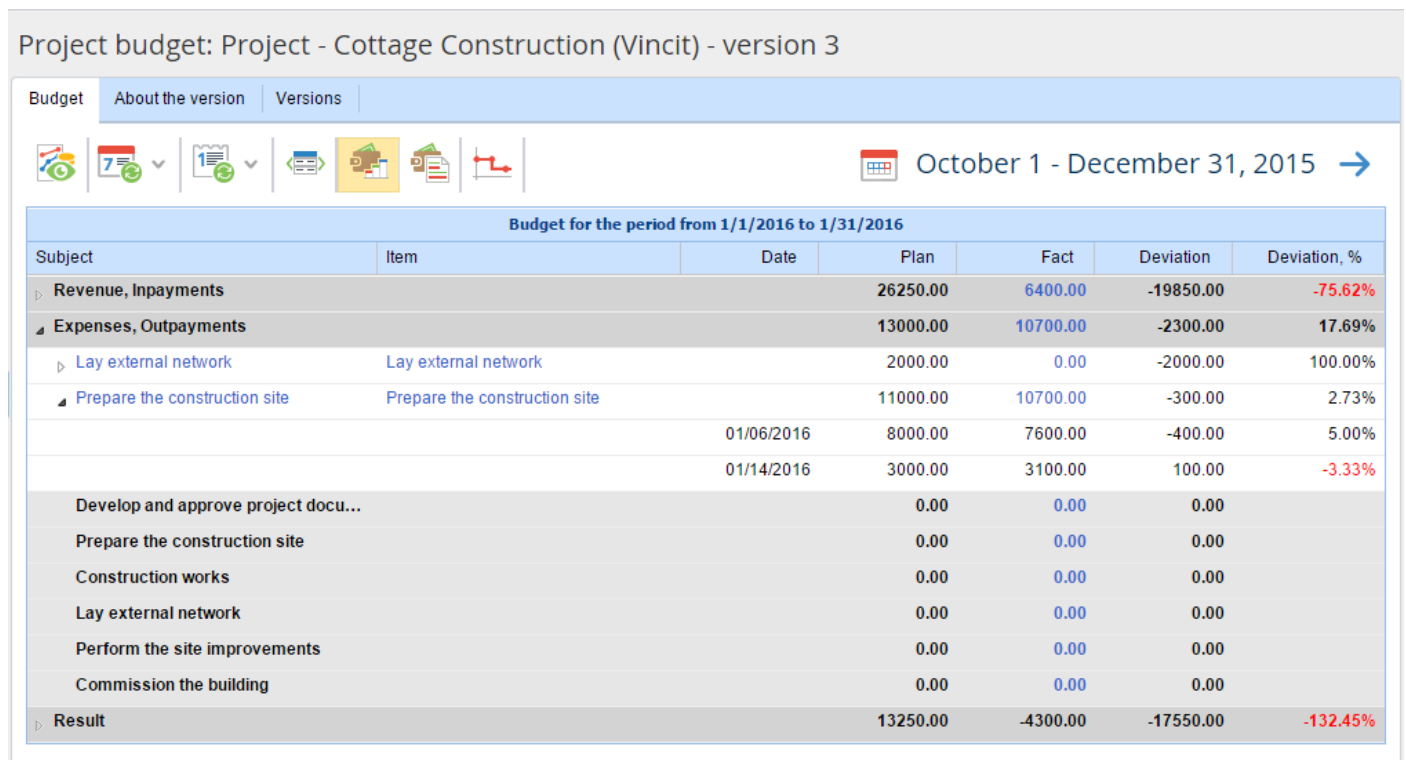 Project budget: Project - Cottage Construction (Vincit) - version 3
Budget About the version Versions
7 1 October 1 - December 31, 2015
Budget for the period from 1/1/2016 to 1/31/2016
Subject Item Date Plan Fact Deviation Deviation, %
Revenue, Inpayments 26250.00 6400.00 -19850.00 -75.62%
Expenses, Outpayments 13000.00 10700.00 -2300.00 17.69%
Lay external network Lay external network 2000.00 0.00 -2000.00 100.00%
Prepare the construction site Prepare the construction site 11000.00 10700.00 -300.00 2.73%
01/06/2016 8000.00 7600.00 -400.00 5.00%
01/14/2016 3000.00 3100.00 100.00 -3.33%
Develop and approve project docu... 0.00 0.00 0.00
Prepare the construction site 0.00 0.00 0.00
Construction works 0.00 0.00 0.00
Lay external network 0.00 0.00 0.00
Perform the site improvements 0.00 0.00 0.00
Commission the building 0.00 0.00 0.00
Result 13250.00 -4300.00 -17550.00 -132.45%